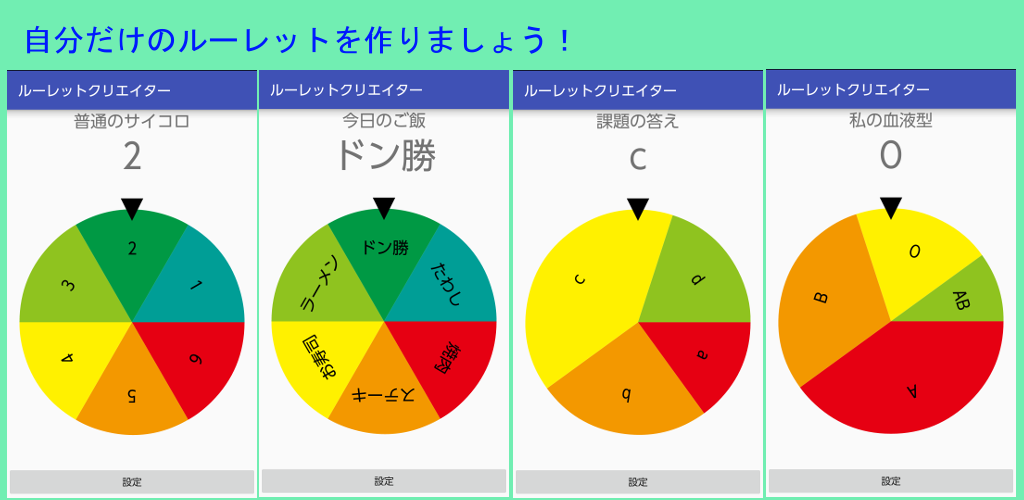 自分だけのルーレットを作りましょう！
ルーレットクリエイター
普通のサイコロ
2
2
1
6
5
4
3
設定
ルーレットクリエイター
今日のご飯
ドン勝
ドン勝
たわし
焼肉
ステーキ
お寿司
ラーメン
設定
ルーレットクリエイター
課題の答え
c
d
a
b
c
設定
ルーレットクリエイター
私の血液型
O
O
AB
A
B
設定